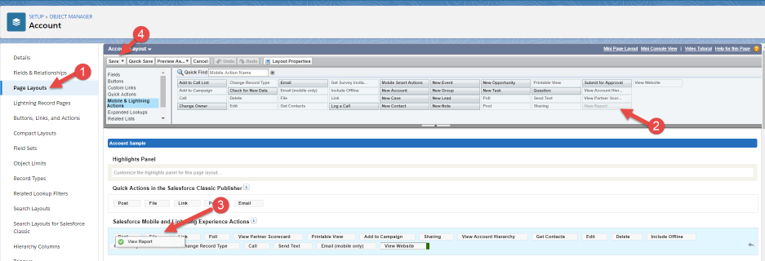 SETUP > OBJECT MANAGER
Account
Details
Fields & Relationships
Page Layouts
Lightning Record Pages
Buttons, Links, and Actions
Compact Layouts
Field Sets
Object Limits
Record Types
Related Lookup Filters
Search Layouts
Search Layouts for Salesforce
Classic
Hierarchy Columns
1
4
Account Layout
Mini Page Layout Mini Console View | Video Tutorial Help for this Page
Save Quick Save Preview As... Cancel Undo Redo Layout Properties
Fields
Buttons
Custom Links
Quick Actions
Mobile & Lightning
Actions
Expanded Lookups
Related Lists
Quick Find Mobile Action Name
Add to Call List Change Record Type Email Get Survey Invita... Mobile Smart Actions New Event New Opportunity Printable View Submit for Approval View Website
Add to Campaign Check for New Data Email (mobile only) Include Offline New Account New Group New Task Question View Account Hier...
Call Delete File Link New Case New Lead Poll Send Text View Partner Scor...
Change Owner Edit Get Contacts Log a Call New Contact New Note Post Sharing View Report
2
Account Sample
Highlights Panel
Customize the highlights panel for this page layout...
Quick Actions in the Salesforce Classic Publisher
Post File Link Email
3
Salesforce Mobile and Lightning Experience Actions
Link Poll View Partner Scorecard Printable View Add to Campaign Sharing View Account Hierarchy Get Contacts Edit Delete Include Offline
View Report
Change Record Type Call Send Text Email (mobile only) View Website